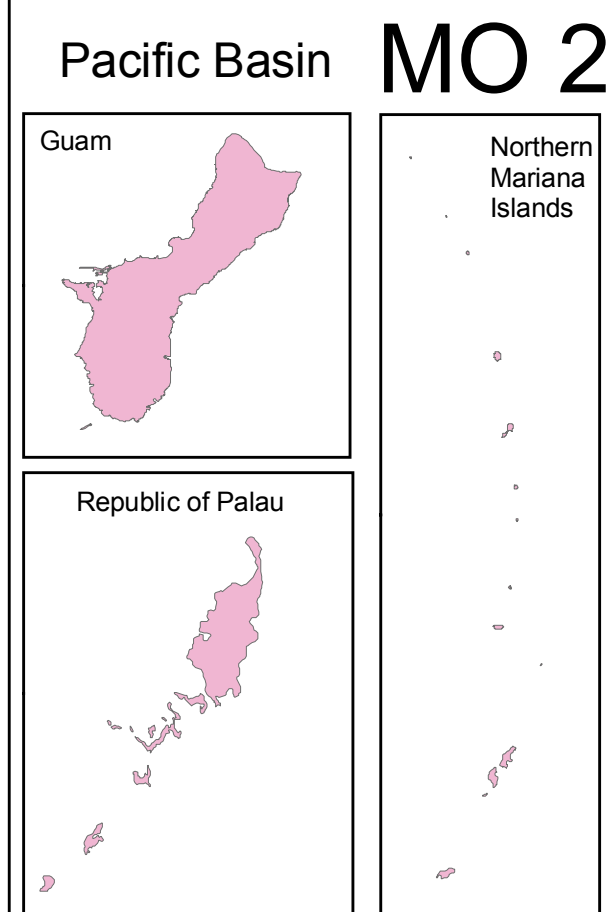 Pacific Basin
MO 2
Guam
Northern
Mariana
Islands
Republic of Palau